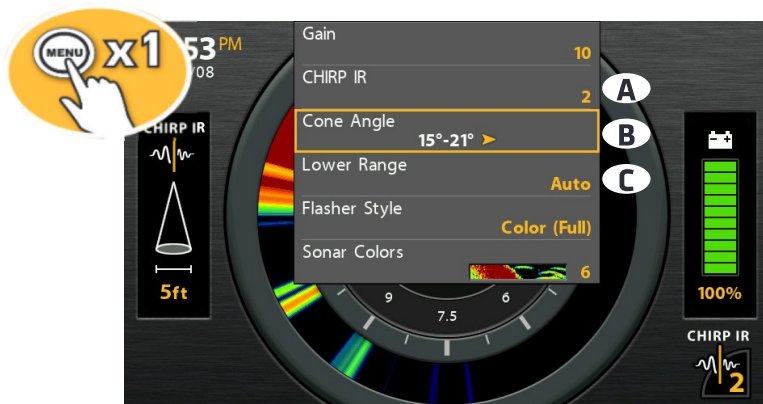 MENU x1
53 PM
/08
CHIRP IR
5ft
Gain
10
CHIRP IR
2
A
Cone Angle
15°-21°
B
Lower Range
Auto
C
Flasher Style
Color (Full)
Sonar Colors
6
9
7.5
6
100%
CHIRP IR
2